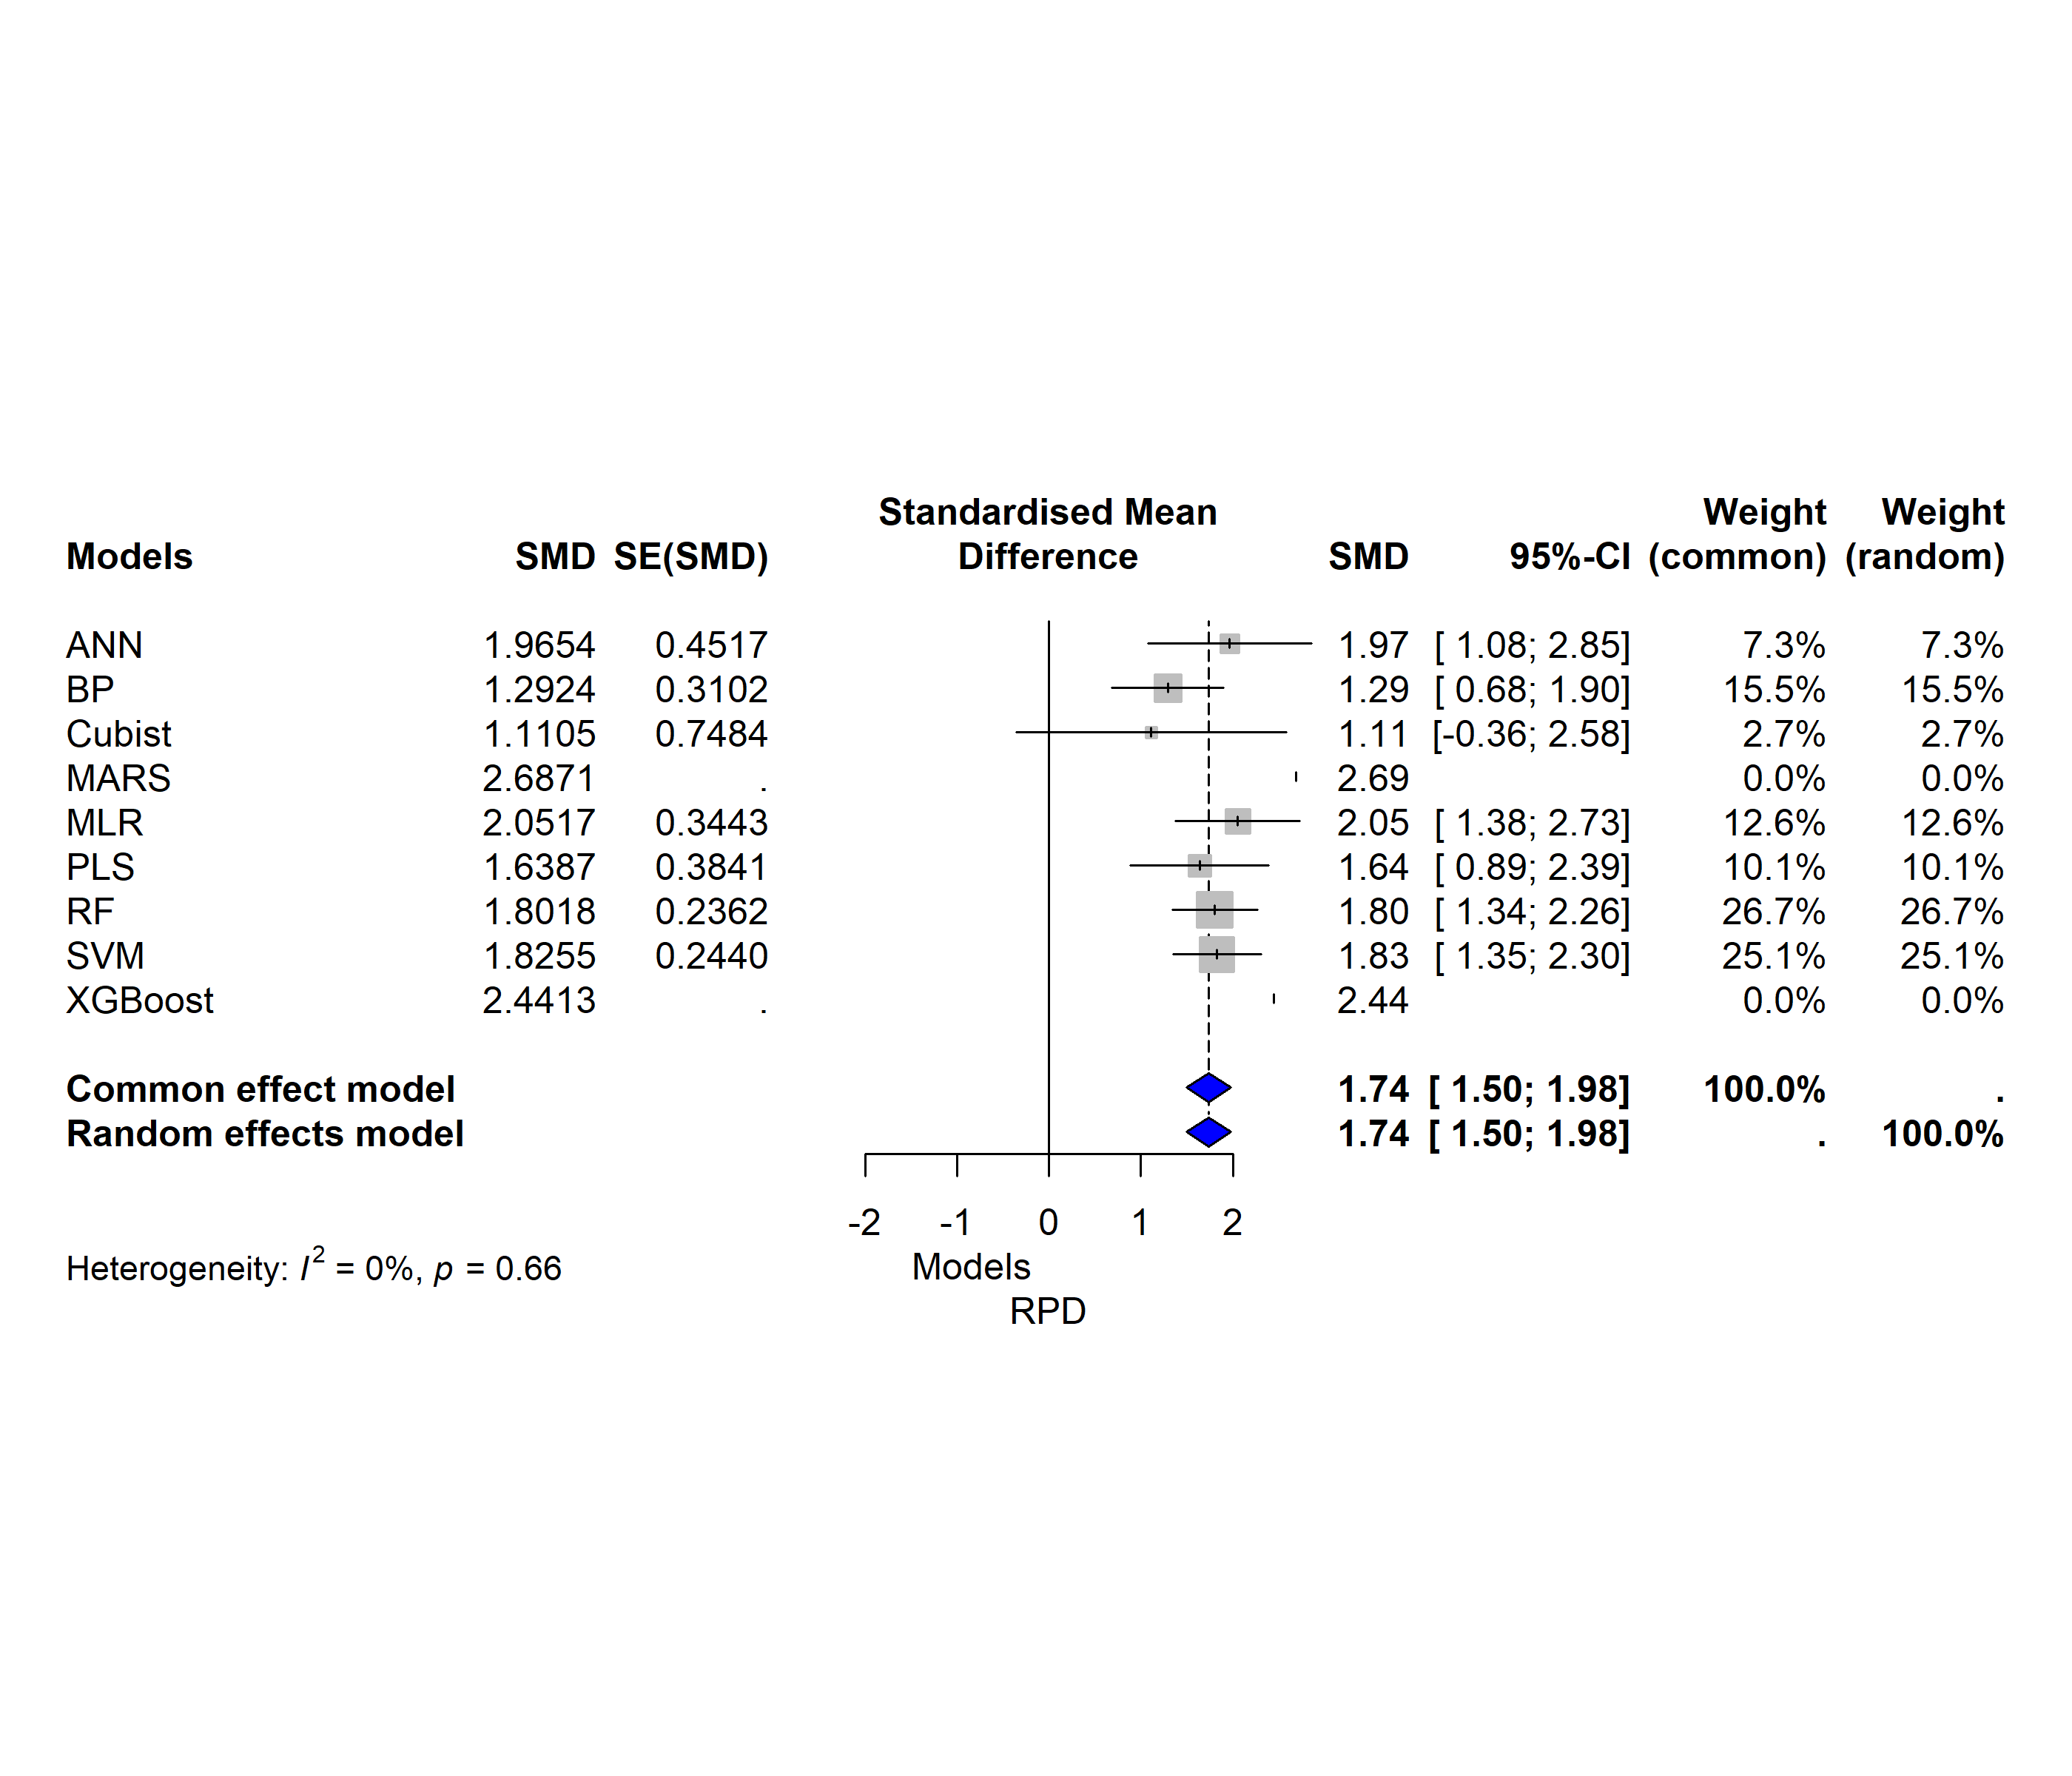 Standardised Mean Weight Weight
Models SMD SE(SMD) Difference SMD 95%-CI (common) (random)
ANN 1.9654 0.4517 1.97 [ 1.08; 2.85] 7.3% 7.3%
BP 1.2924 0.3102 1.29 [ 0.68; 1.90] 15.5% 15.5%
Cubist 1.1105 0.7484 1.11 [-0.36; 2.58] 2.7% 2.7%
MARS 2.6871 . 2.69 0.0% 0.0%
MLR 2.0517 0.3443 2.05 [ 1.38; 2.73] 12.6% 12.6%
PLS 1.6387 0.3841 1.64 [ 0.89; 2.39] 10.1% 10.1%
RF 1.8018 0.2362 1.80 [ 1.34; 2.26] 26.7% 26.7%
SVM 1.8255 0.2440 1.83 [ 1.35; 2.30] 25.1% 25.1%
XGBoost 2.4413 . 2.44 0.0% 0.0%
Common effect model 1.74 [ 1.50; 1.98] 100.0% .
Random effects model 1.74 [ 1.50; 1.98] . 100.0%
-2 -1 0 1 2
Heterogeneity: I² = 0%, p = 0.66 Models
RPD